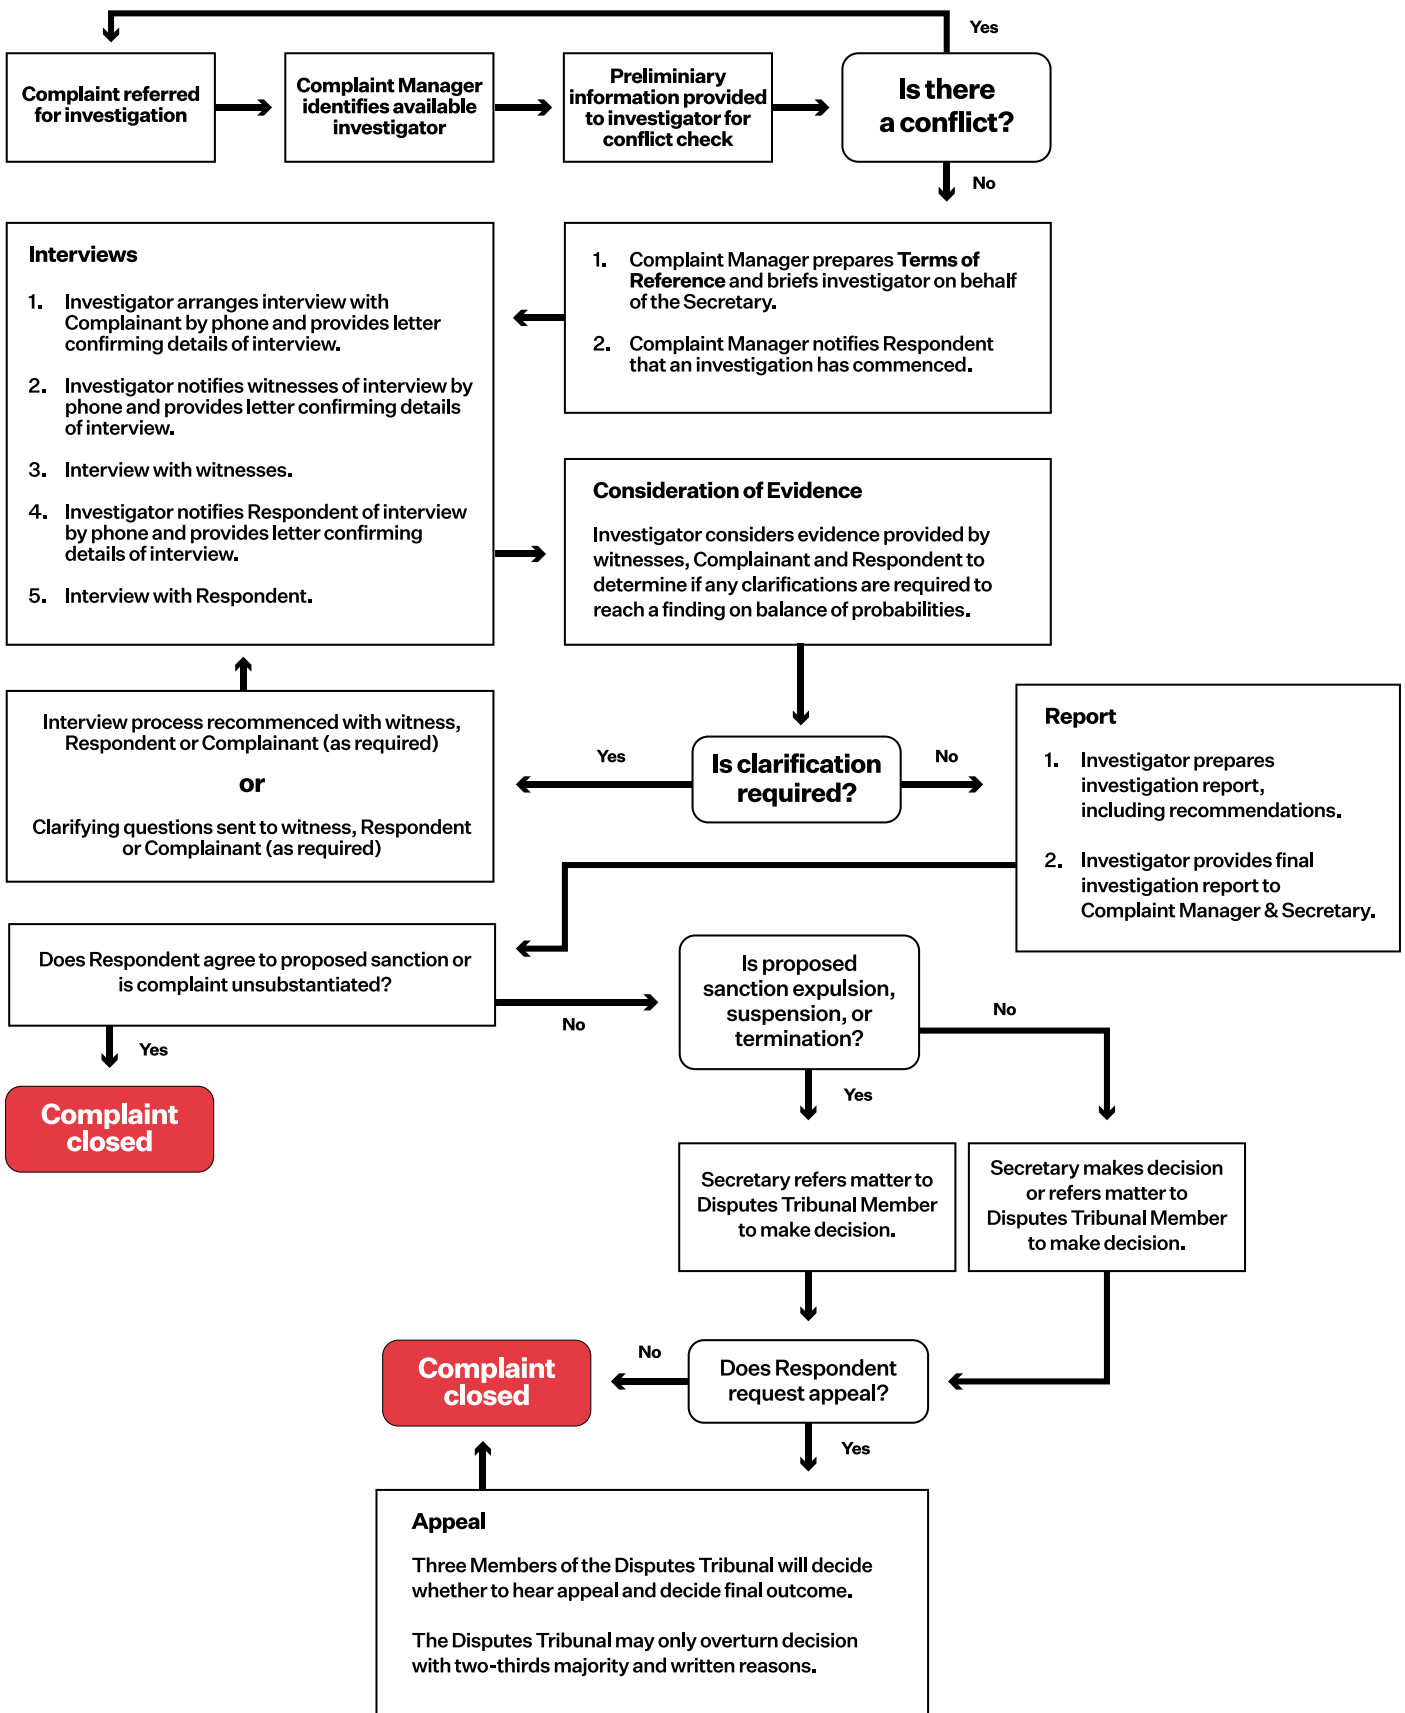 Yes
Complaint referred
for investigation
Complaint Manager
identifies available
investigator
Preliminiary
information provided
to investigator for
conflict check
Is there
a conflict?
No
1. Complaint Manager prepares Terms of
Reference and briefs investigator on behalf
of the Secretary.
2. Complaint Manager notifies Respondent
that an investigation has commenced.
Interviews
1. Investigator arranges interview with
Complainant by phone and provides letter
confirming details of interview.
2. Investigator notifies witnesses of interview by
phone and provides letter confirming details
of interview.
3. Interview with witnesses.
4. Investigator notifies Respondent of interview
by phone and provides letter confirming
details of interview.
5. Interview with Respondent.
Consideration of Evidence
Investigator considers evidence provided by
witnesses, Complainant and Respondent to
determine if any clarifications are required to
reach a finding on balance of probabilities.
Is clarification
required?
Yes
No
Interview process recommenced with witness,
Respondent or Complainant (as required)
or
Clarifying questions sent to witness, Respondent
or Complainant (as required)
Report
1. Investigator prepares
investigation report,
including recommendations.
2. Investigator provides final
investigation report to
Complaint Manager & Secretary.
Does Respondent agree to proposed sanction or
is complaint unsubstantiated?
Yes
No
Complaint
closed
Is proposed
sanction expulsion,
suspension, or
termination?
No
Yes
Secretary refers matter to
Disputes Tribunal Member
to make decision.
Secretary makes decision
or refers matter to
Disputes Tribunal Member
to make decision.
Does Respondent
request appeal?
No
Complaint
closed
Yes
Appeal
Three Members of the Disputes Tribunal will decide
whether to hear appeal and decide final outcome.
The Disputes Tribunal may only overturn decision
with two-thirds majority and written reasons.